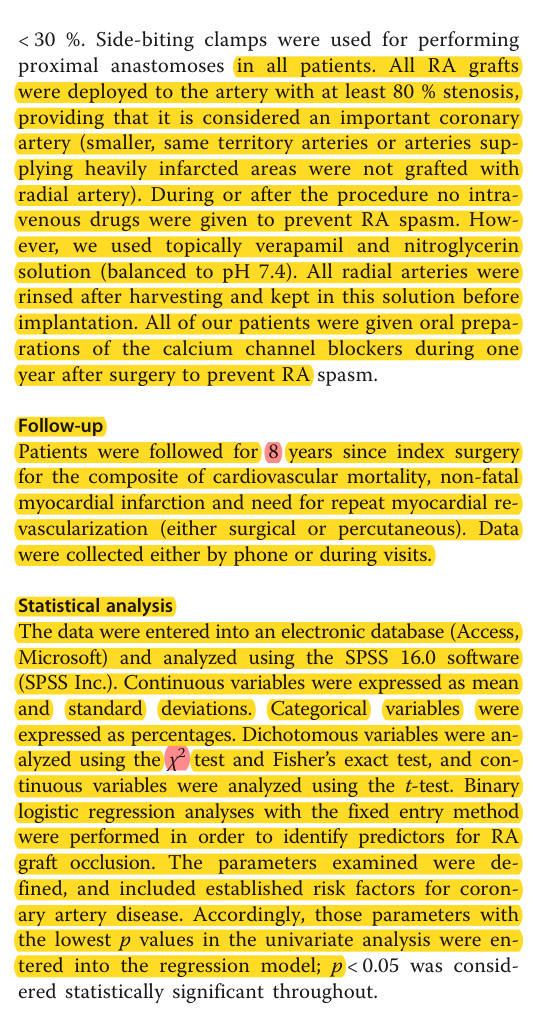 < 30 %. Side-biting clamps were used for performing
proximal anastomoses in all patients. All RA grafts
were deployed to the artery with at least 80 % stenosis,
providing that it is considered an important coronary
artery (smaller, same territory arteries or arteries sup-
plying heavily infarcted areas were not grafted with
radial artery). During or after the procedure no intra-
venous drugs were given to prevent RA spasm. How-
ever, we used topically verapamil and nitroglycerin
solution (balanced to pH 7.4). All radial arteries were
rinsed after harvesting and kept in this solution before
implantation. All of our patients were given oral prepa-
rations of the calcium channel blockers during one
year after surgery to prevent RA spasm.
Follow-up
Patients were followed for 8 years since index surgery
for the composite of cardiovascular mortality, non-fatal
myocardial infarction and need for repeat myocardial re-
vascularization (either surgical or percutaneous). Data
were collected either by phone or during visits.
Statistical analysis
The data were entered into an electronic database (Access,
Microsoft) and analyzed using the SPSS 16.0 software
(SPSS Inc.). Continuous variables were expressed as mean
and standard deviations. Categorical variables were
expressed as percentages. Dichotomous variables were an-
alyzed using the χ² test and Fisher's exact test, and con-
tinuous variables were analyzed using the t-test. Binary
logistic regression analyses with the fixed entry method
were performed in order to identify predictors for RA
graft occlusion. The parameters examined were de-
fined, and included established risk factors for coron-
ary artery disease. Accordingly, those parameters with
the lowest p values in the univariate analysis were en-
tered into the regression model; p < 0.05 was consid-
ered statistically significant throughout.